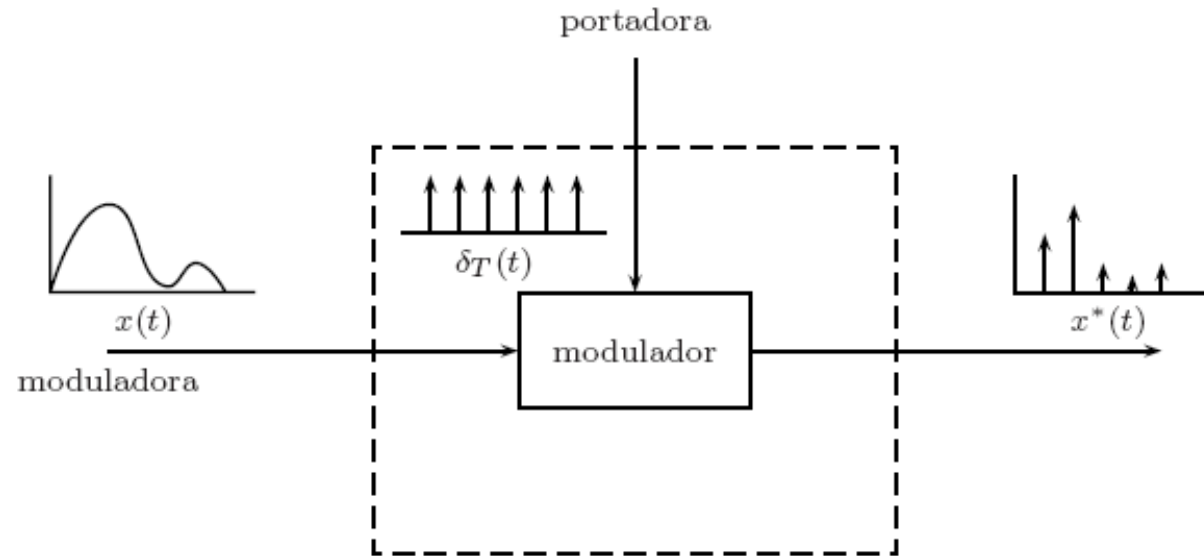 portadora
δ_T(t)
x(t)
x*(t)
modulador
moduladora